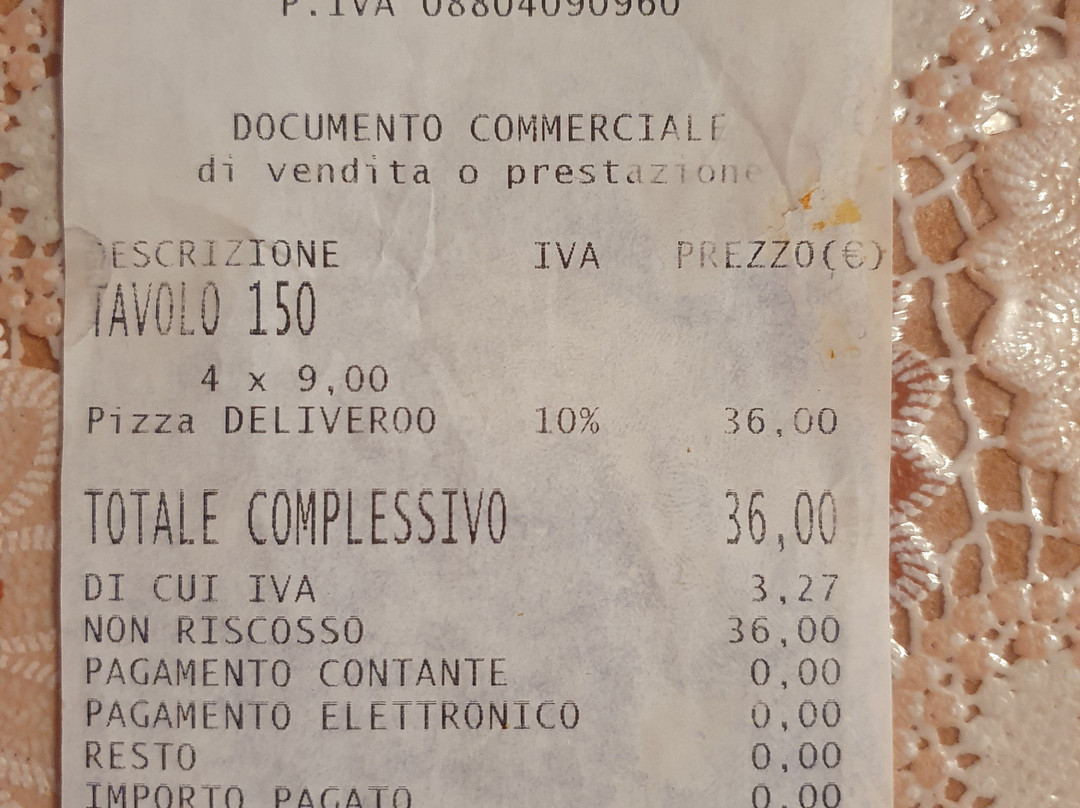 P.IVA 08804090960
DOCUMENTO COMMERCIALE
di vendita o prestazione
DESCRIZIONE IVA PREZZO(€)
TAVOLO 150
4 x 9,00
Pizza DELIVEROO 10% 36,00
TOTALE COMPLESSIVO 36,00
DI CUI IVA 3,27
NON RISCOSSO 36,00
PAGAMENTO CONTANTE 0,00
PAGAMENTO ELETTRONICO 0,00
RESTO 0,00
IMPORTO PAGATO 0,00